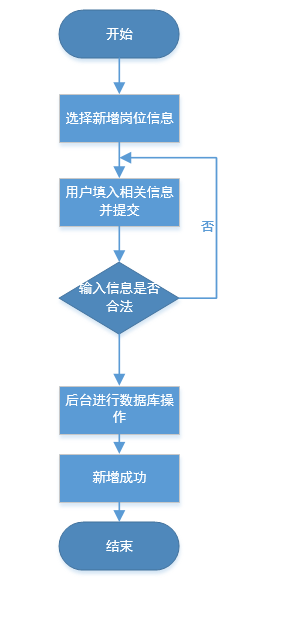 开始
选择新增岗位信息
用户填入相关信息
并提交
否
输入信息是否
合法
后台进行数据库操
作
新增成功
结束